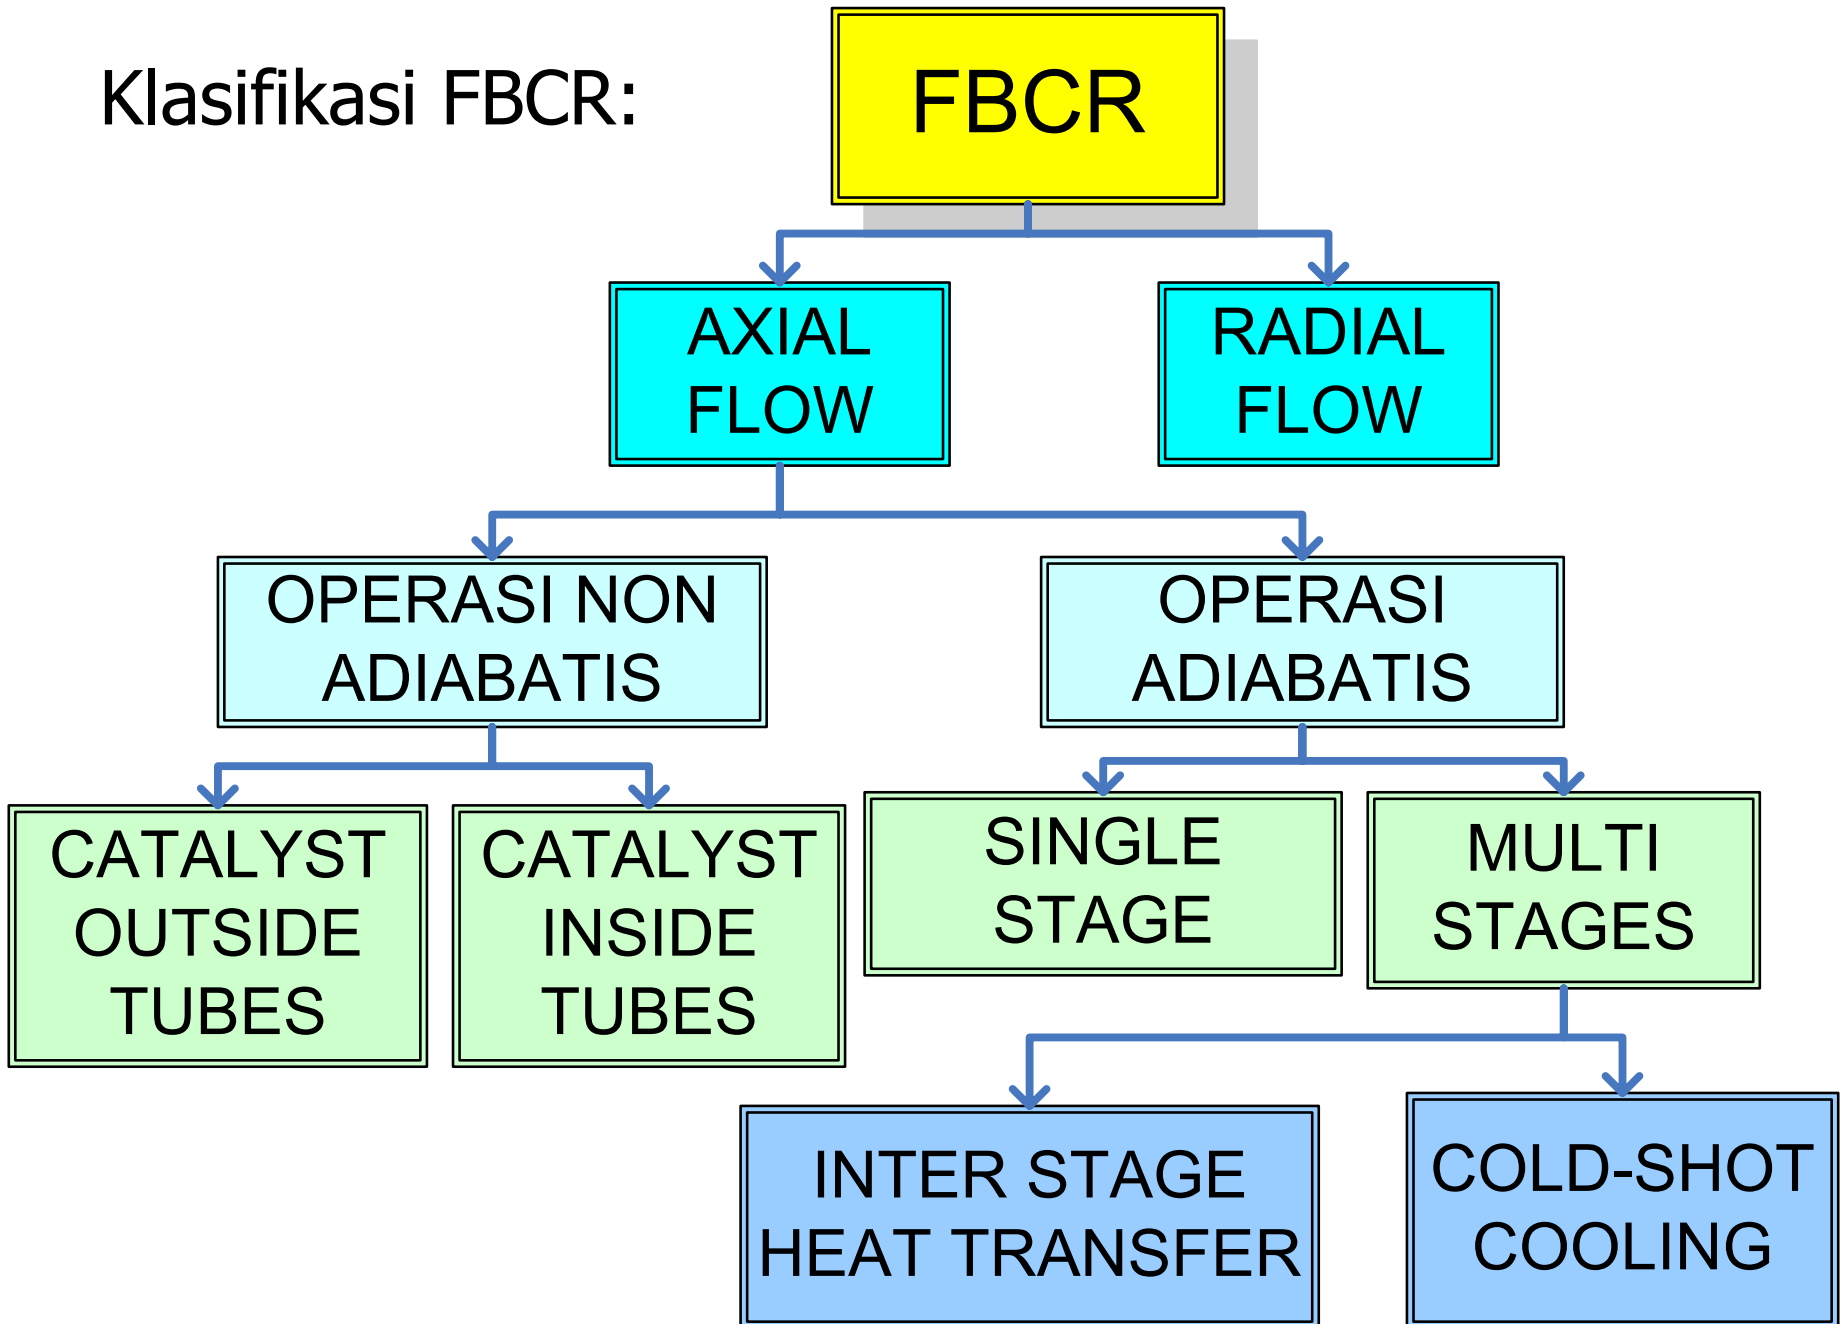 Klasifikasi FBCR:
FBCR
AXIAL
FLOW
RADIAL
FLOW
OPERASI NON
ADIABATIS
OPERASI
ADIABATIS
CATALYST
OUTSIDE
TUBES
CATALYST
INSIDE
TUBES
SINGLE
STAGE
MULTI
STAGES
INTER STAGE
HEAT TRANSFER
COLD-SHOT
COOLING